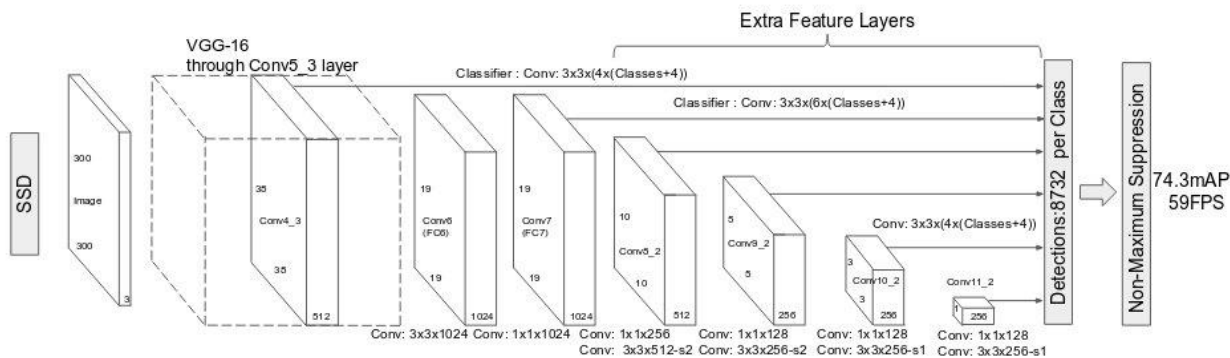 Extra Feature Layers
VGG-16
through Conv5_3 layer
Classifier : Conv: 3x3x(4x(Classes+4))
Classifier : Conv: 3x3x(6x(Classes+4))
SSD
300
Image
300
3
35
Conv4_3
35
512
19
Conv6
(FC6)
19
1024
19
Conv7
(FC7)
19
1024
10
Conv8_2
10
512
5
Conv9_2
5
256
Conv: 3x3x(4x(Classes+4))
3
Conv10_2
3
256
Conv11_2
1
256
Conv: 3x3x1024
Conv: 1x1x1024
Conv: 1x1x256
Conv: 3x3x512-s2
Conv: 1x1x128
Conv: 3x3x256-s2
Conv: 1x1x128
Conv: 3x3x256-s1
Conv: 1x1x128
Conv: 3x3x256-s1
Detections:8732 per Class
Non-Maximum Suppression
74.3mAP
59FPS